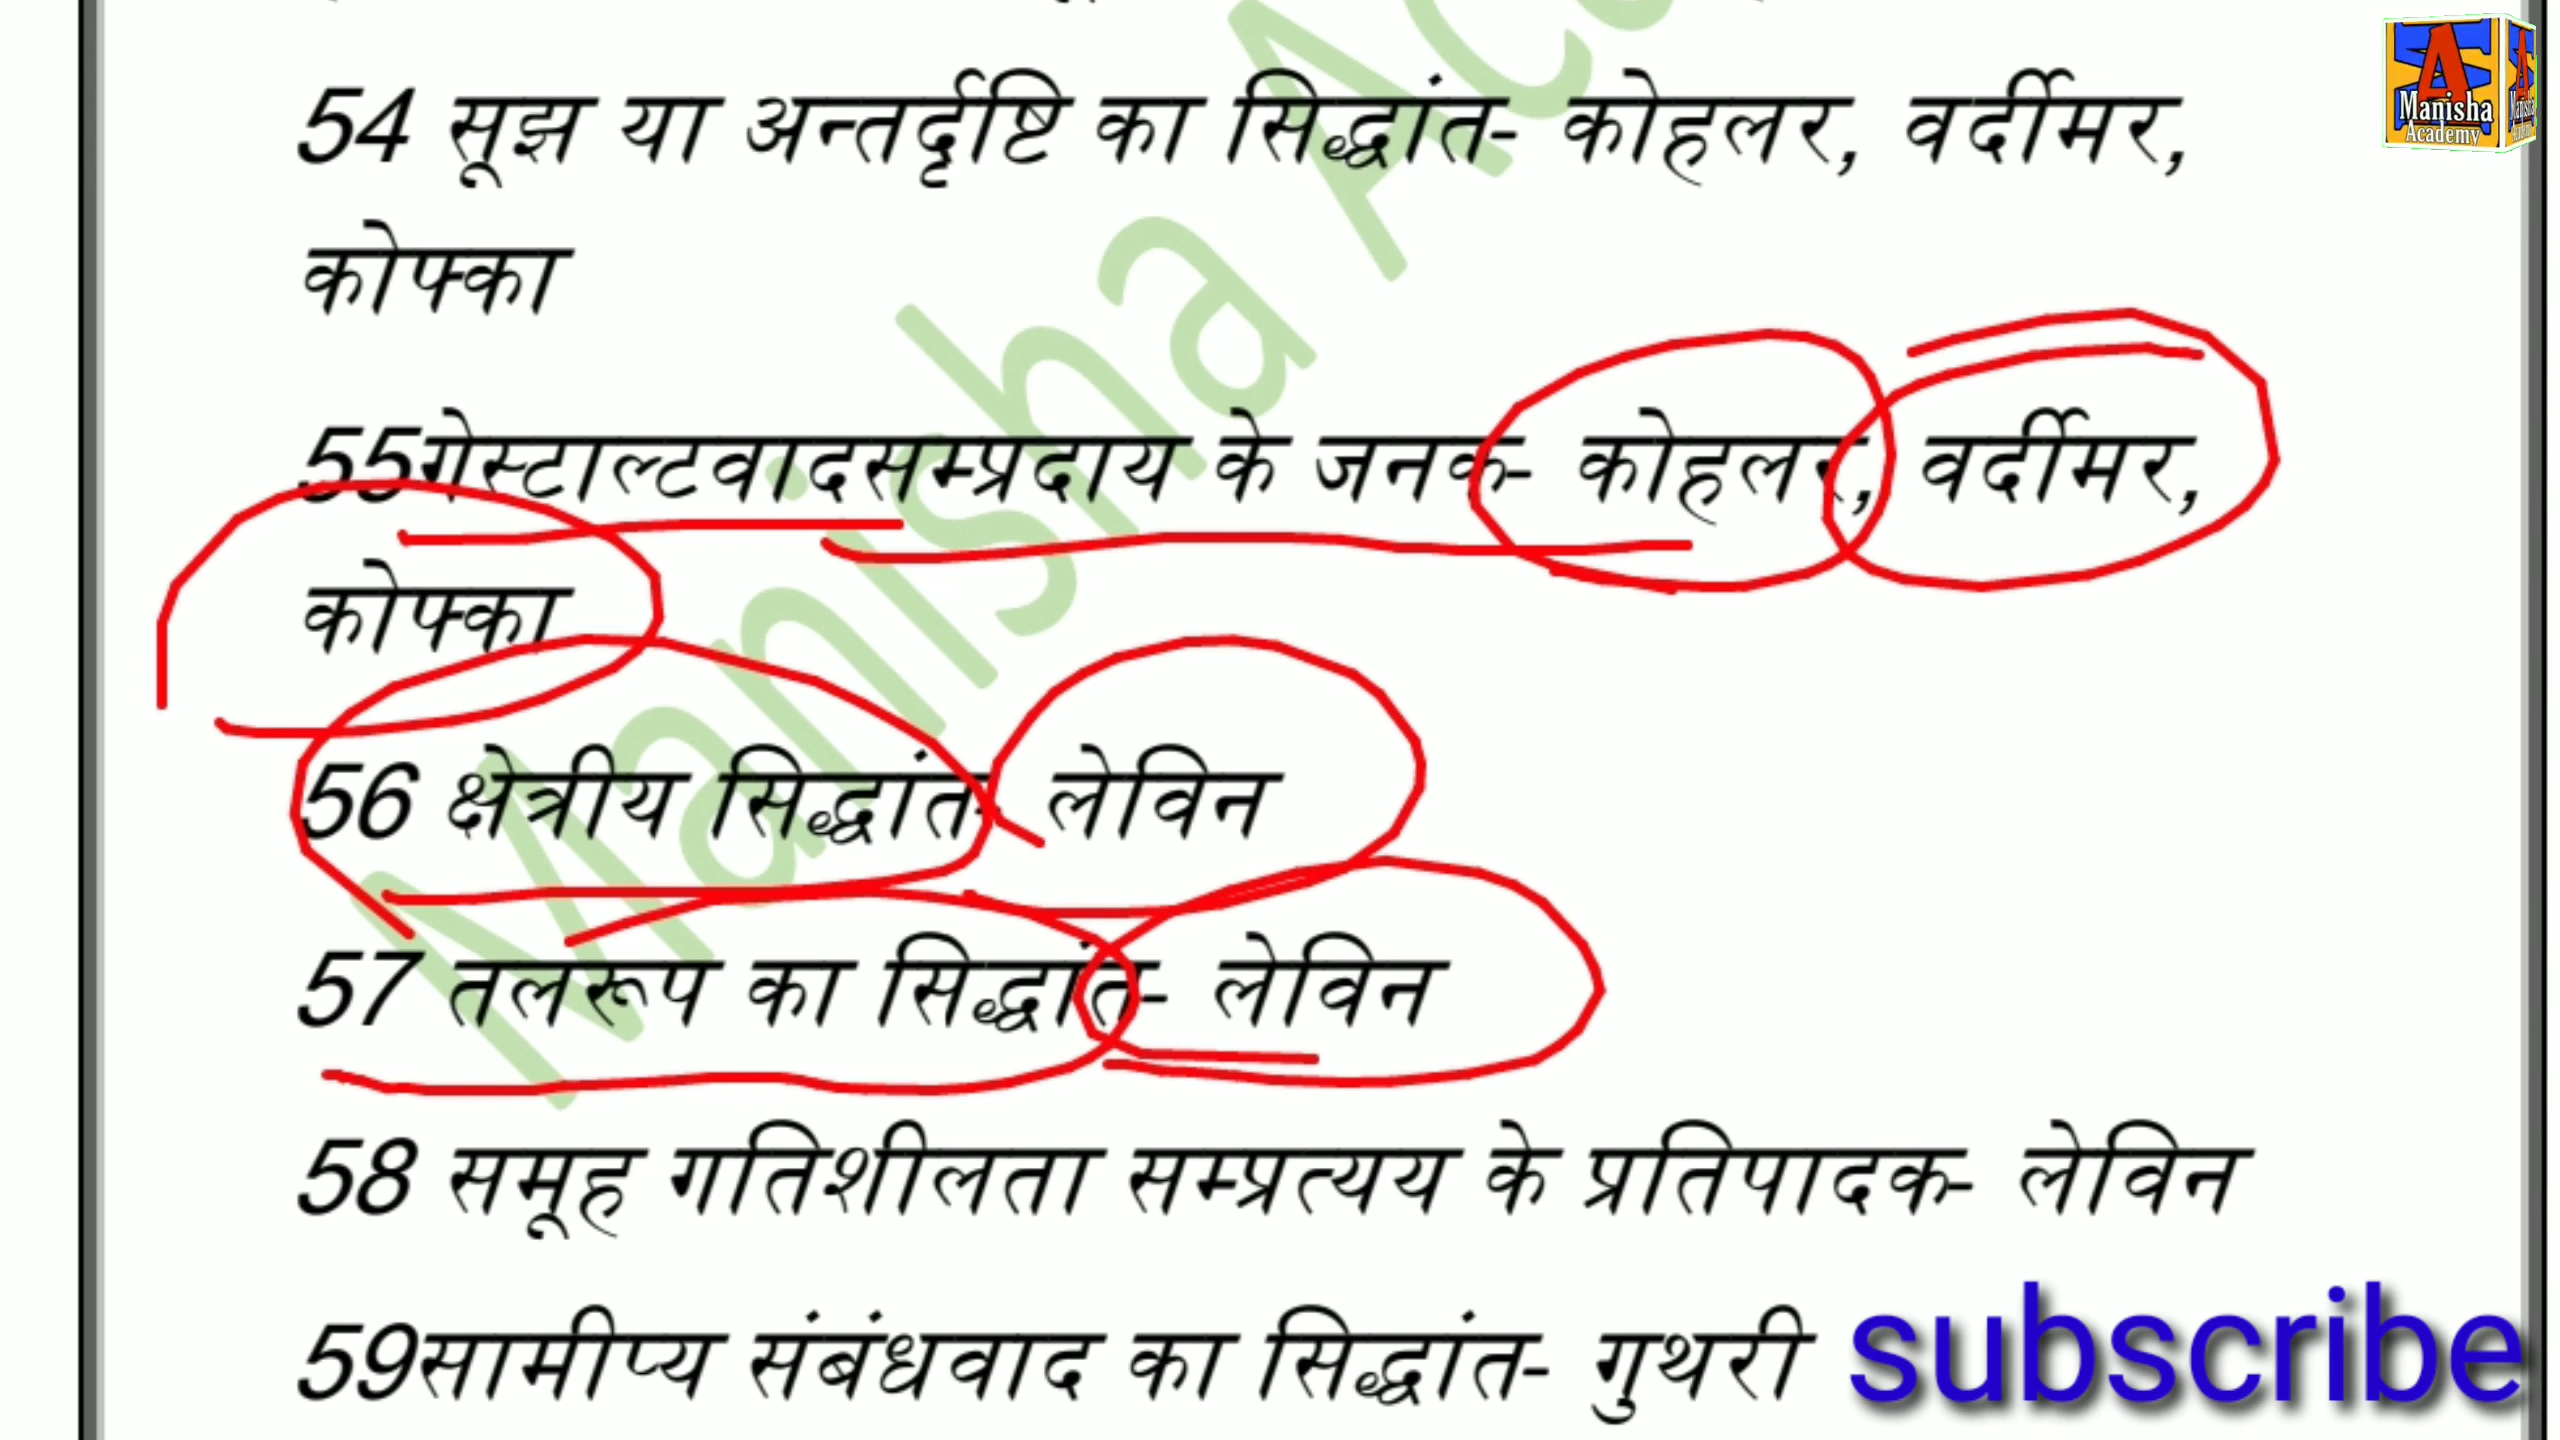 Manisha Academy
54 सूझ या अन्तर्दृष्टि का सिद्धांत- कोहलर, वर्दीमर,
कोफ्का
55गेस्टाल्टवादसम्प्रदाय के जनक- कोहलर, वर्दीमर,
कोफ्का
56 क्षेत्रीय सिद्धांत- लेविन
57 तलरूप का सिद्धांत- लेविन
58 समूह गतिशीलता सम्प्रत्यय के प्रतिपादक- लेविन
59सामीप्य संबंधवाद का सिद्धांत- गुथरी
subscribe